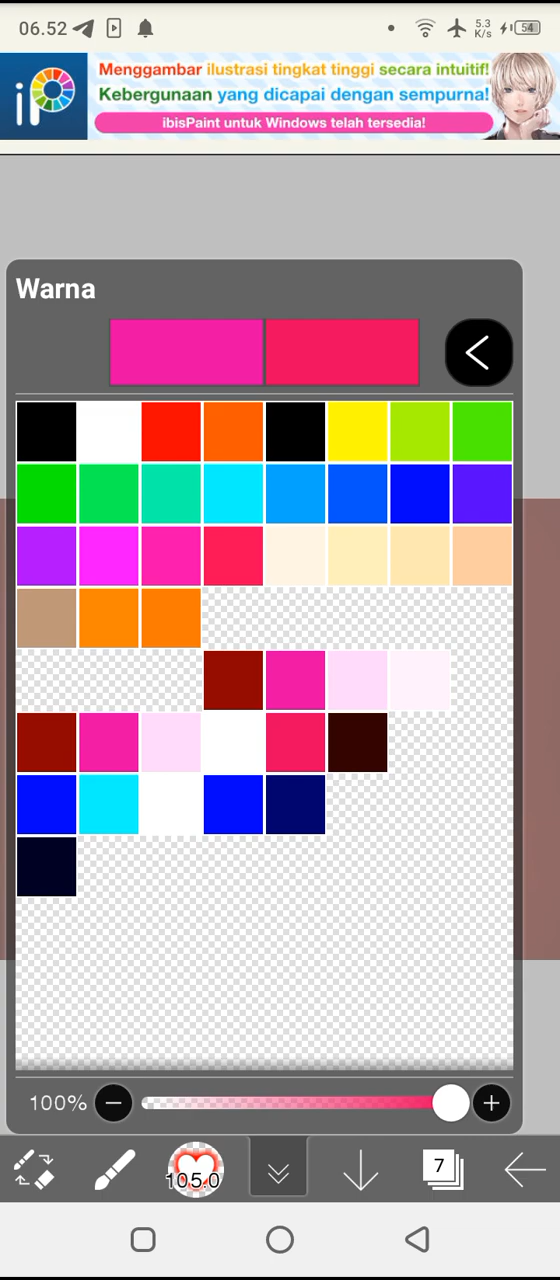 06.52
5.3
K/s
54
iP
Menggambar ilustrasi tingkat tinggi secara intuitif!
Kebergunaan yang dicapai dengan sempurna!
ibisPaint untuk Windows telah tersedia!
Warna
100%
105.0
7